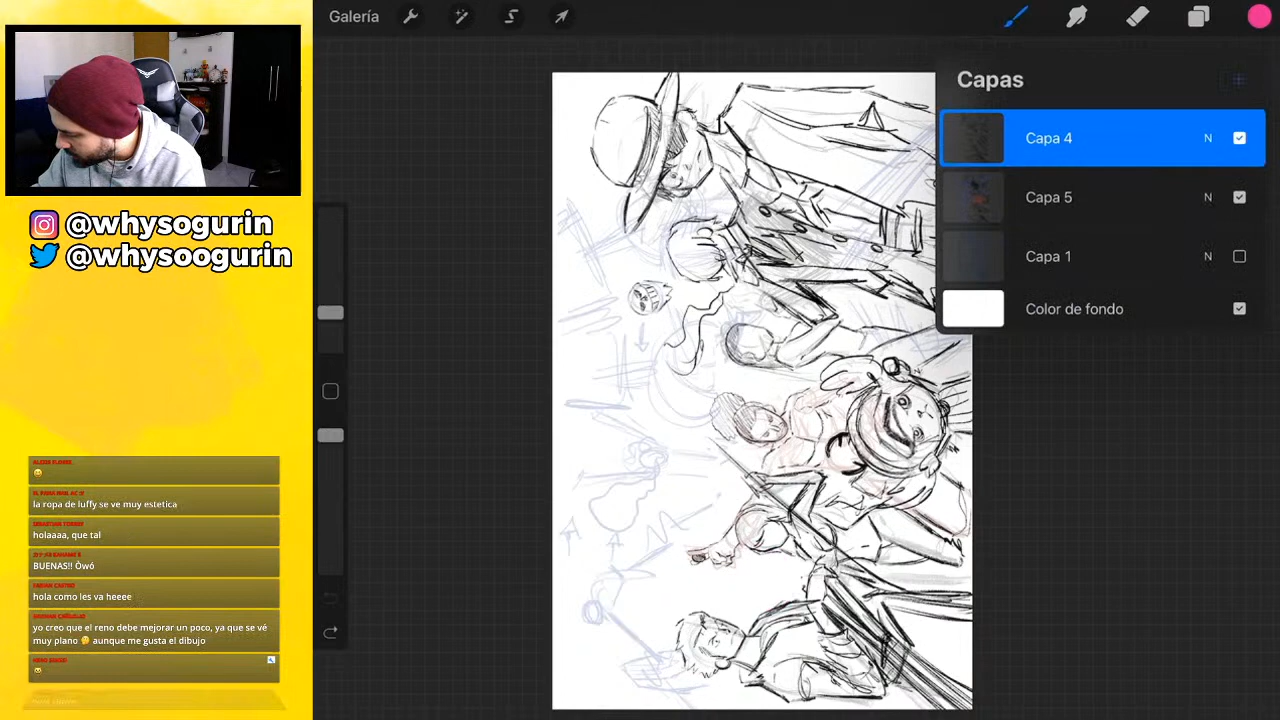 Galería
@whysogurin
@whysoogurin
Capas
Capa 4
N
Capa 5
N
Capa 1
N
Color de fondo
la ropa de luffy se ve muy estetica
holaaaa, que tal
BUENAS!! Òwó
hola como les va heeee
yo creo que el reno debe mejorar un poco, ya que se vé
muy plano aunque me gusta el dibujo